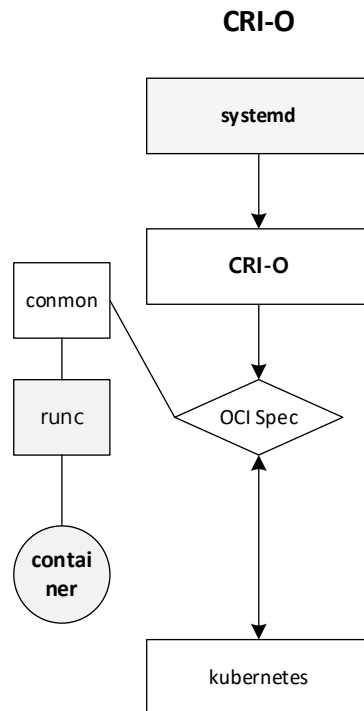 CRI-O
systemd
CRI-O
conmon
runc
OCI Spec
contai
ner
kubernetes